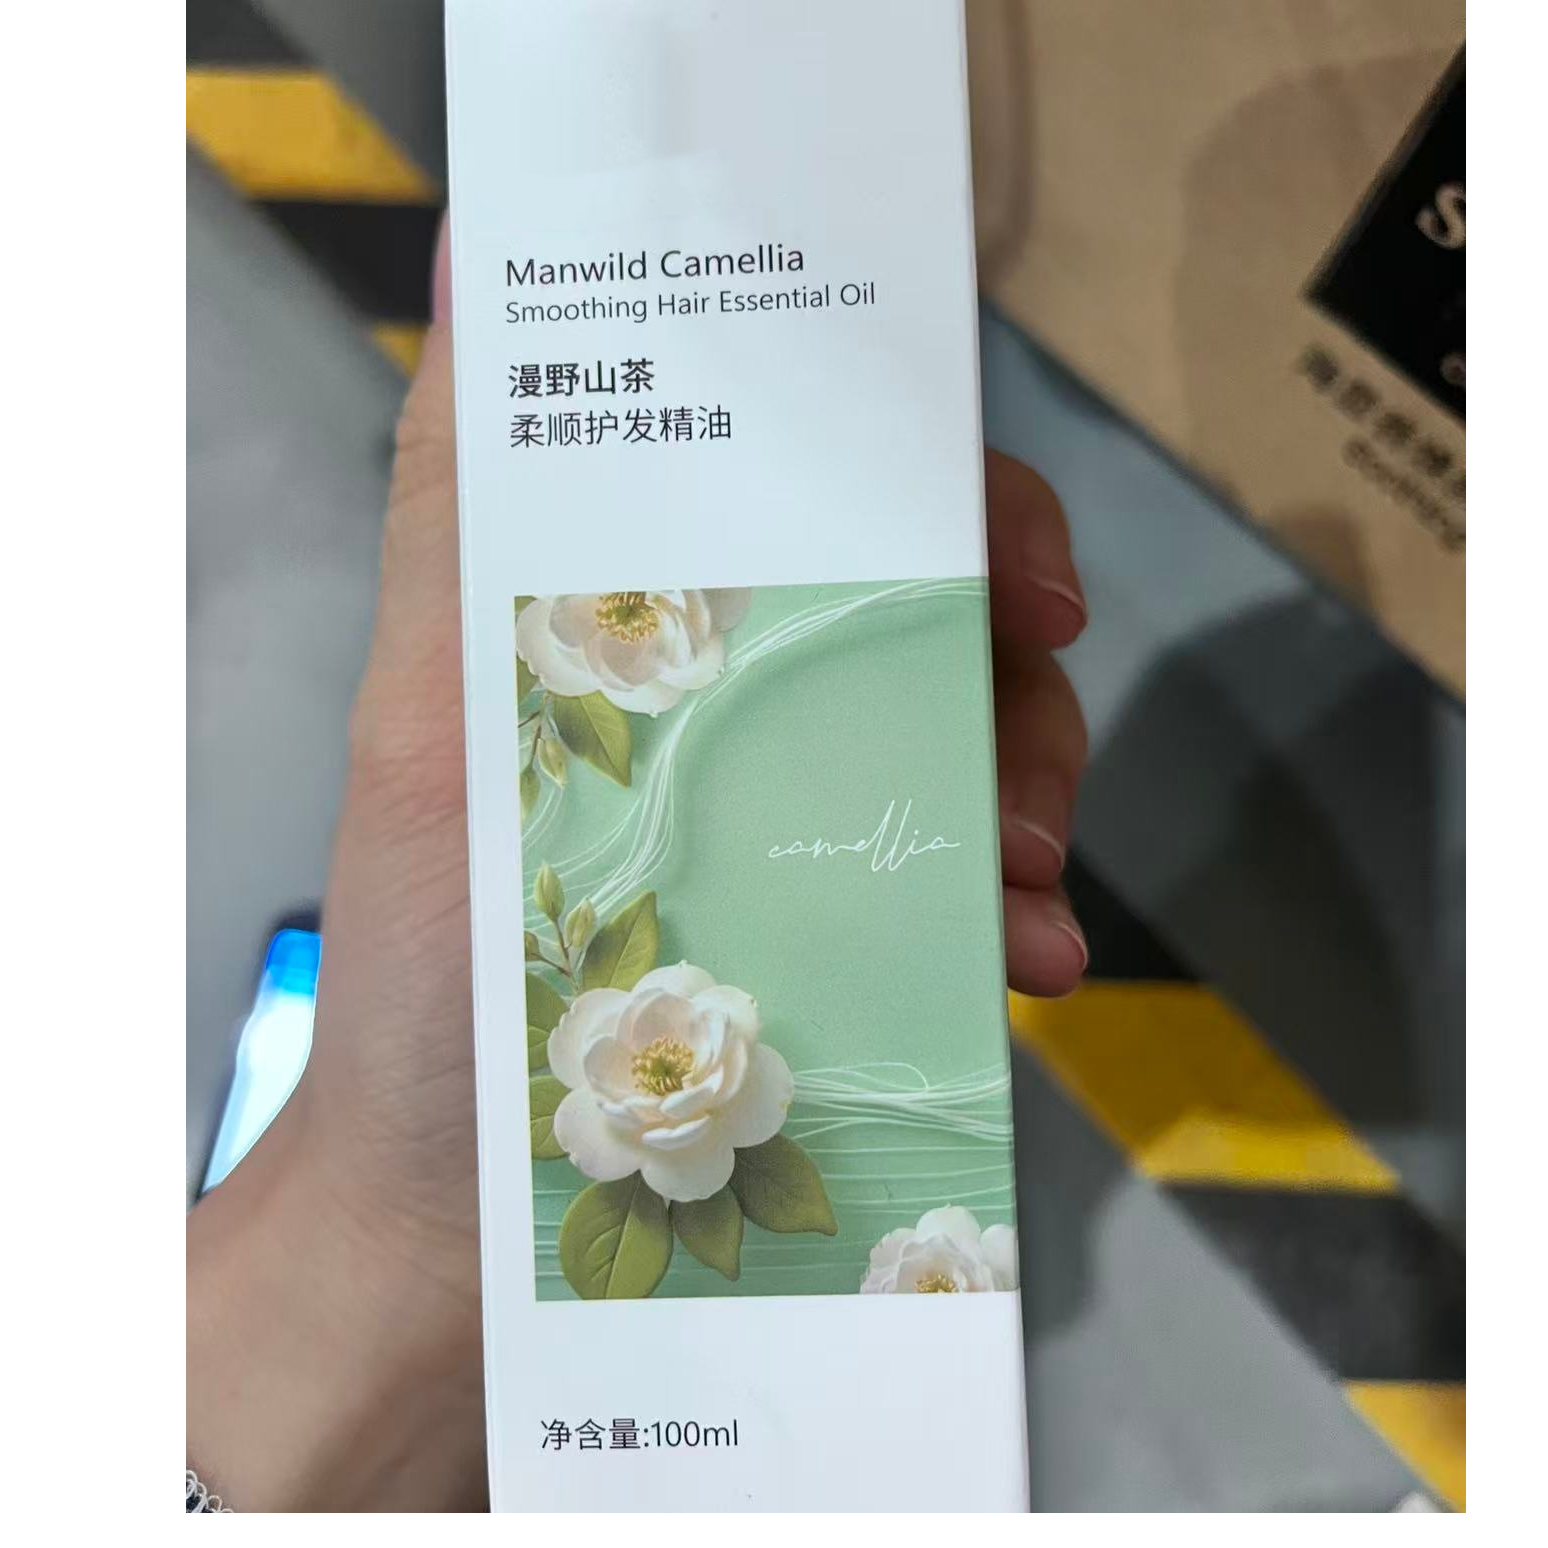 Manwild Camellia
Smoothing Hair Essential Oil
漫野山茶
柔顺护发精油
camellia
净含量:100ml